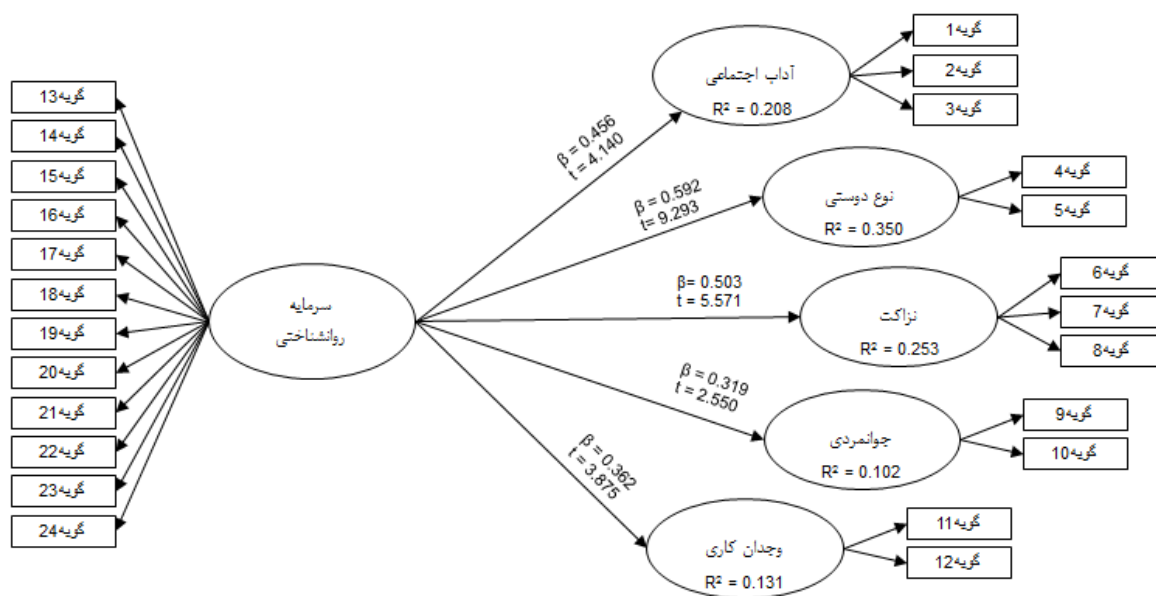 گویه13
گویه14
گویه15
گویه16
گویه17
گویه18
گویه19
گویه20
گویه21
گویه22
گویه23
گویه24
سرمایه
روانشناختی
β = 0.456
t = 4.140
β = 0.592
t= 9.293
β= 0.503
t = 5.571
β = 0.319
t = 2.550
β = 0.362
t = 3.875
آداب اجتماعی
R² = 0.208
نوع دوستی
R² = 0.350
نزاکت
R² = 0.253
جوانمردی
R² = 0.102
وجدان کاری
R² = 0.131
گویه1
گویه2
گویه3
گویه4
گویه5
گویه6
گویه7
گویه8
گویه9
گویه10
گویه11
گویه12